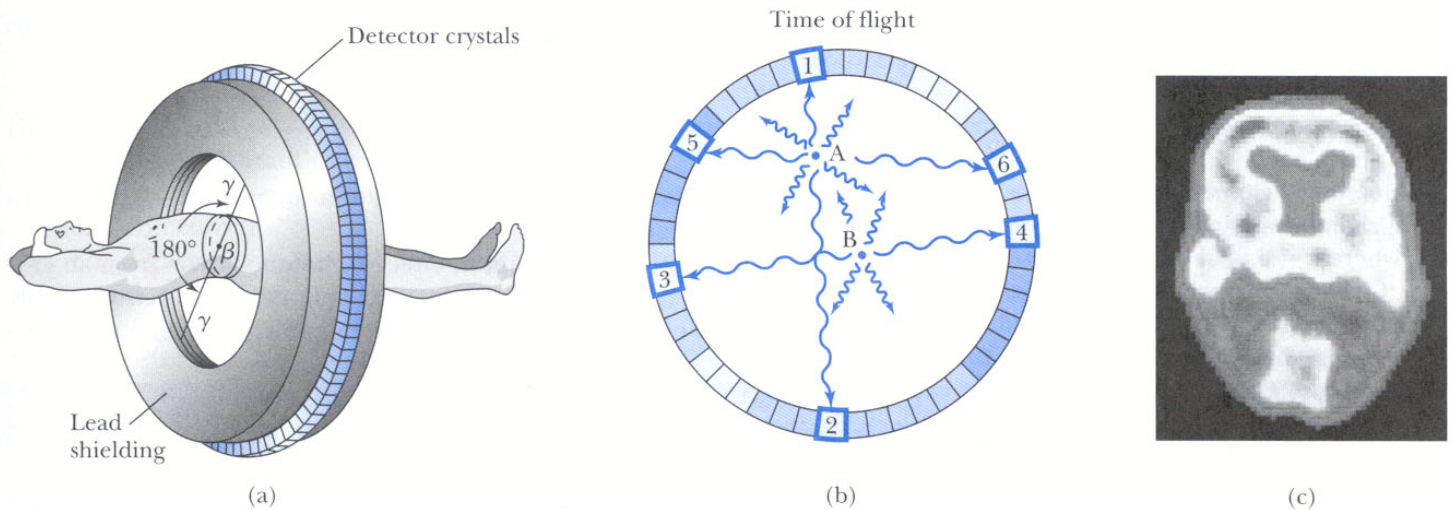 Detector crystals
γ
180°
β
γ
Lead
shielding
(a)
Time of flight
1
5
A
6
B
4
3
2
(b)
(c)